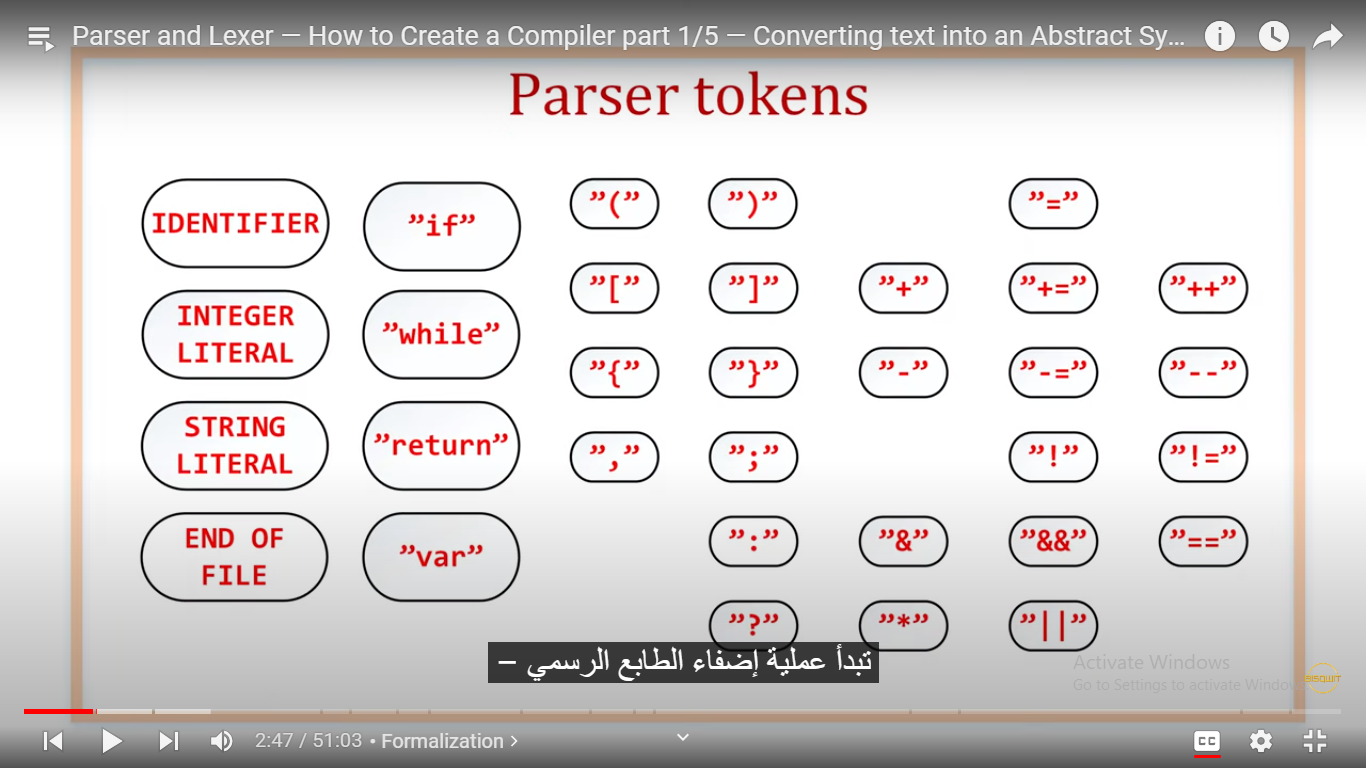 Parser and Lexer — How to Create a Compiler part 1/5 — Converting text into an Abstract Sy...
Parser tokens
IDENTIFIER
”if”
”(”
”)”
”=”
”[”
”]”
”+”
”+=”
”++”
INTEGER
LITERAL
”while”
”{”
”}”
”-”
”-=”
”--”
STRING
LITERAL
”return”
”,”
”;”
”!”
”!=”
END OF
FILE
”var”
”:”
”&”
”&&”
”==”
”?”
”*”
”||”
تبدأ عملية إضفاء الطابع الرسمي –
Activate Windows
Go to Settings to activate Windows
BISQWIT
2:47 / 51:03 • Formalization >
CC